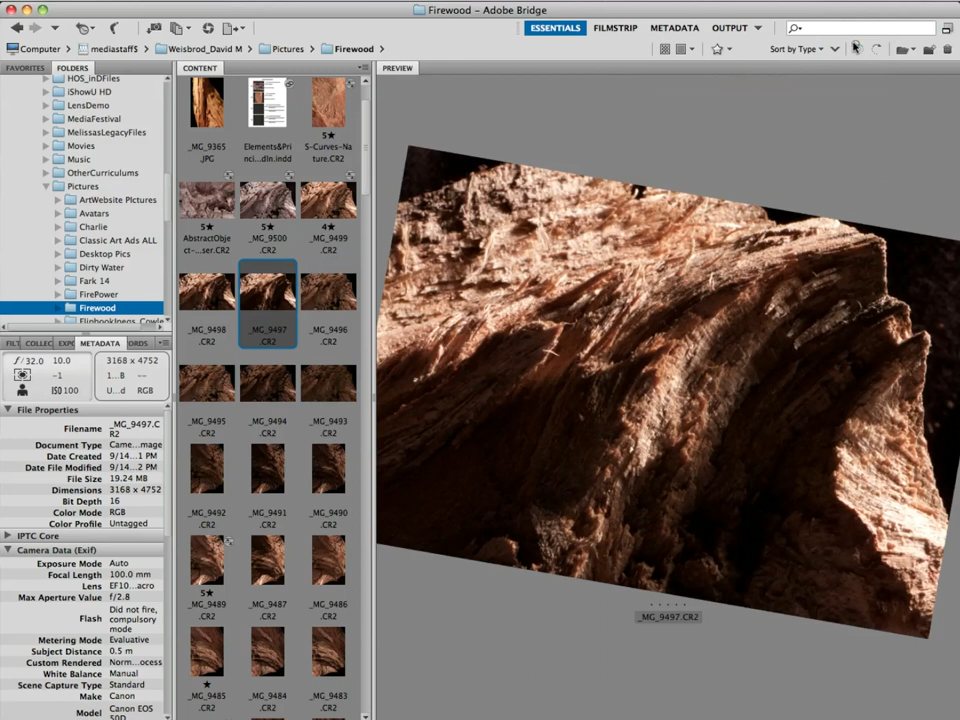 Firewood – Adobe Bridge
ESSENTIALS FILMSTRIP METADATA OUTPUT
Computer mediastaff$ Weisbrod_David M Pictures Firewood
Sort by Type
FAVORITES FOLDERS
CONTENT
PREVIEW
HOS_inDFiles
iShowU HD
LensDemo
MediaFestival
MelissasLegacyFiles
Movies
Music
OtherCurriculums
Pictures
ArtWebsite PIctures
Avatars
Charlie
Classic Art Ads ALL
Desktop Pics
Dirty Water
Fark 14
FirePower
Firewood
_MG_9365
.JPG
Elements&Pri
nci...dln.indd
5★
S-Curves-Na
ture.CR2
5★
AbstractObje
ct-...ser.CR2
5★
_MG_9500
.CR2
4★
_MG_9499
.CR2
_MG_9498
.CR2
_MG_9497
.CR2
_MG_9496
.CR2
_MG_9495
.CR2
_MG_9494
.CR2
_MG_9493
.CR2
_MG_9492
.CR2
_MG_9491
.CR2
_MG_9490
.CR2
5★
_MG_9489
.CR2
_MG_9487
.CR2
_MG_9486
.CR2
★
_MG_9485
.CR2
_MG_9484
.CR2
_MG_9483
.CR2
_MG_9497.CR2
FILT COLLEC EXPO METADATA ORDS
f/32.0 10.0 3168 x 4752
-1 1...B --
ISO100 U...d RGB
File Properties
Filename _MG_9497.C
R2
Document Type Came...mage
Date Created 9/14...1 PM
Date File Modified 9/14...2 PM
File Size 19.24 MB
Dimensions 3168 x 4752
Bit Depth 16
Color Mode RGB
Color Profile Untagged
IPTC Core
Camera Data (Exif)
Exposure Mode Auto
Focal Length 100.0 mm
Lens EF10...acro
Max Aperture Value f/2.8
Flash Did not fire,
compulsory
mode
Metering Mode Evaluative
Subject Distance 0.5 m
Custom Rendered Norm...ocess
White Balance Manual
Scene Capture Type Standard
Make Canon
Model Canon EOS
50D